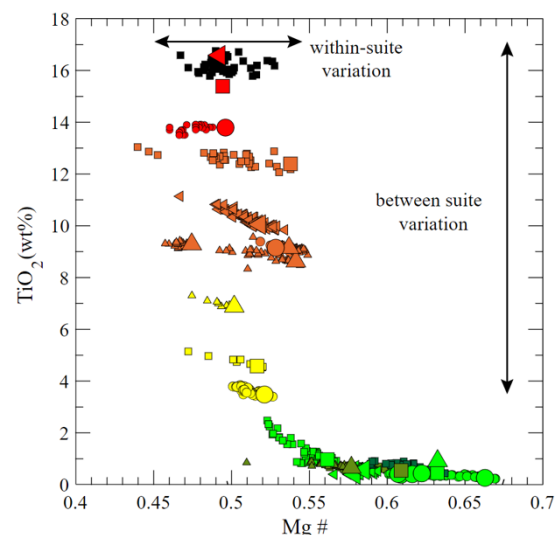 18
16
14
12
10
8
6
4
2
0
TiO2 (wt%)
within-suite
variation
between suite
variation
0.4 0.45 0.5 0.55 0.6 0.65 0.7
Mg #